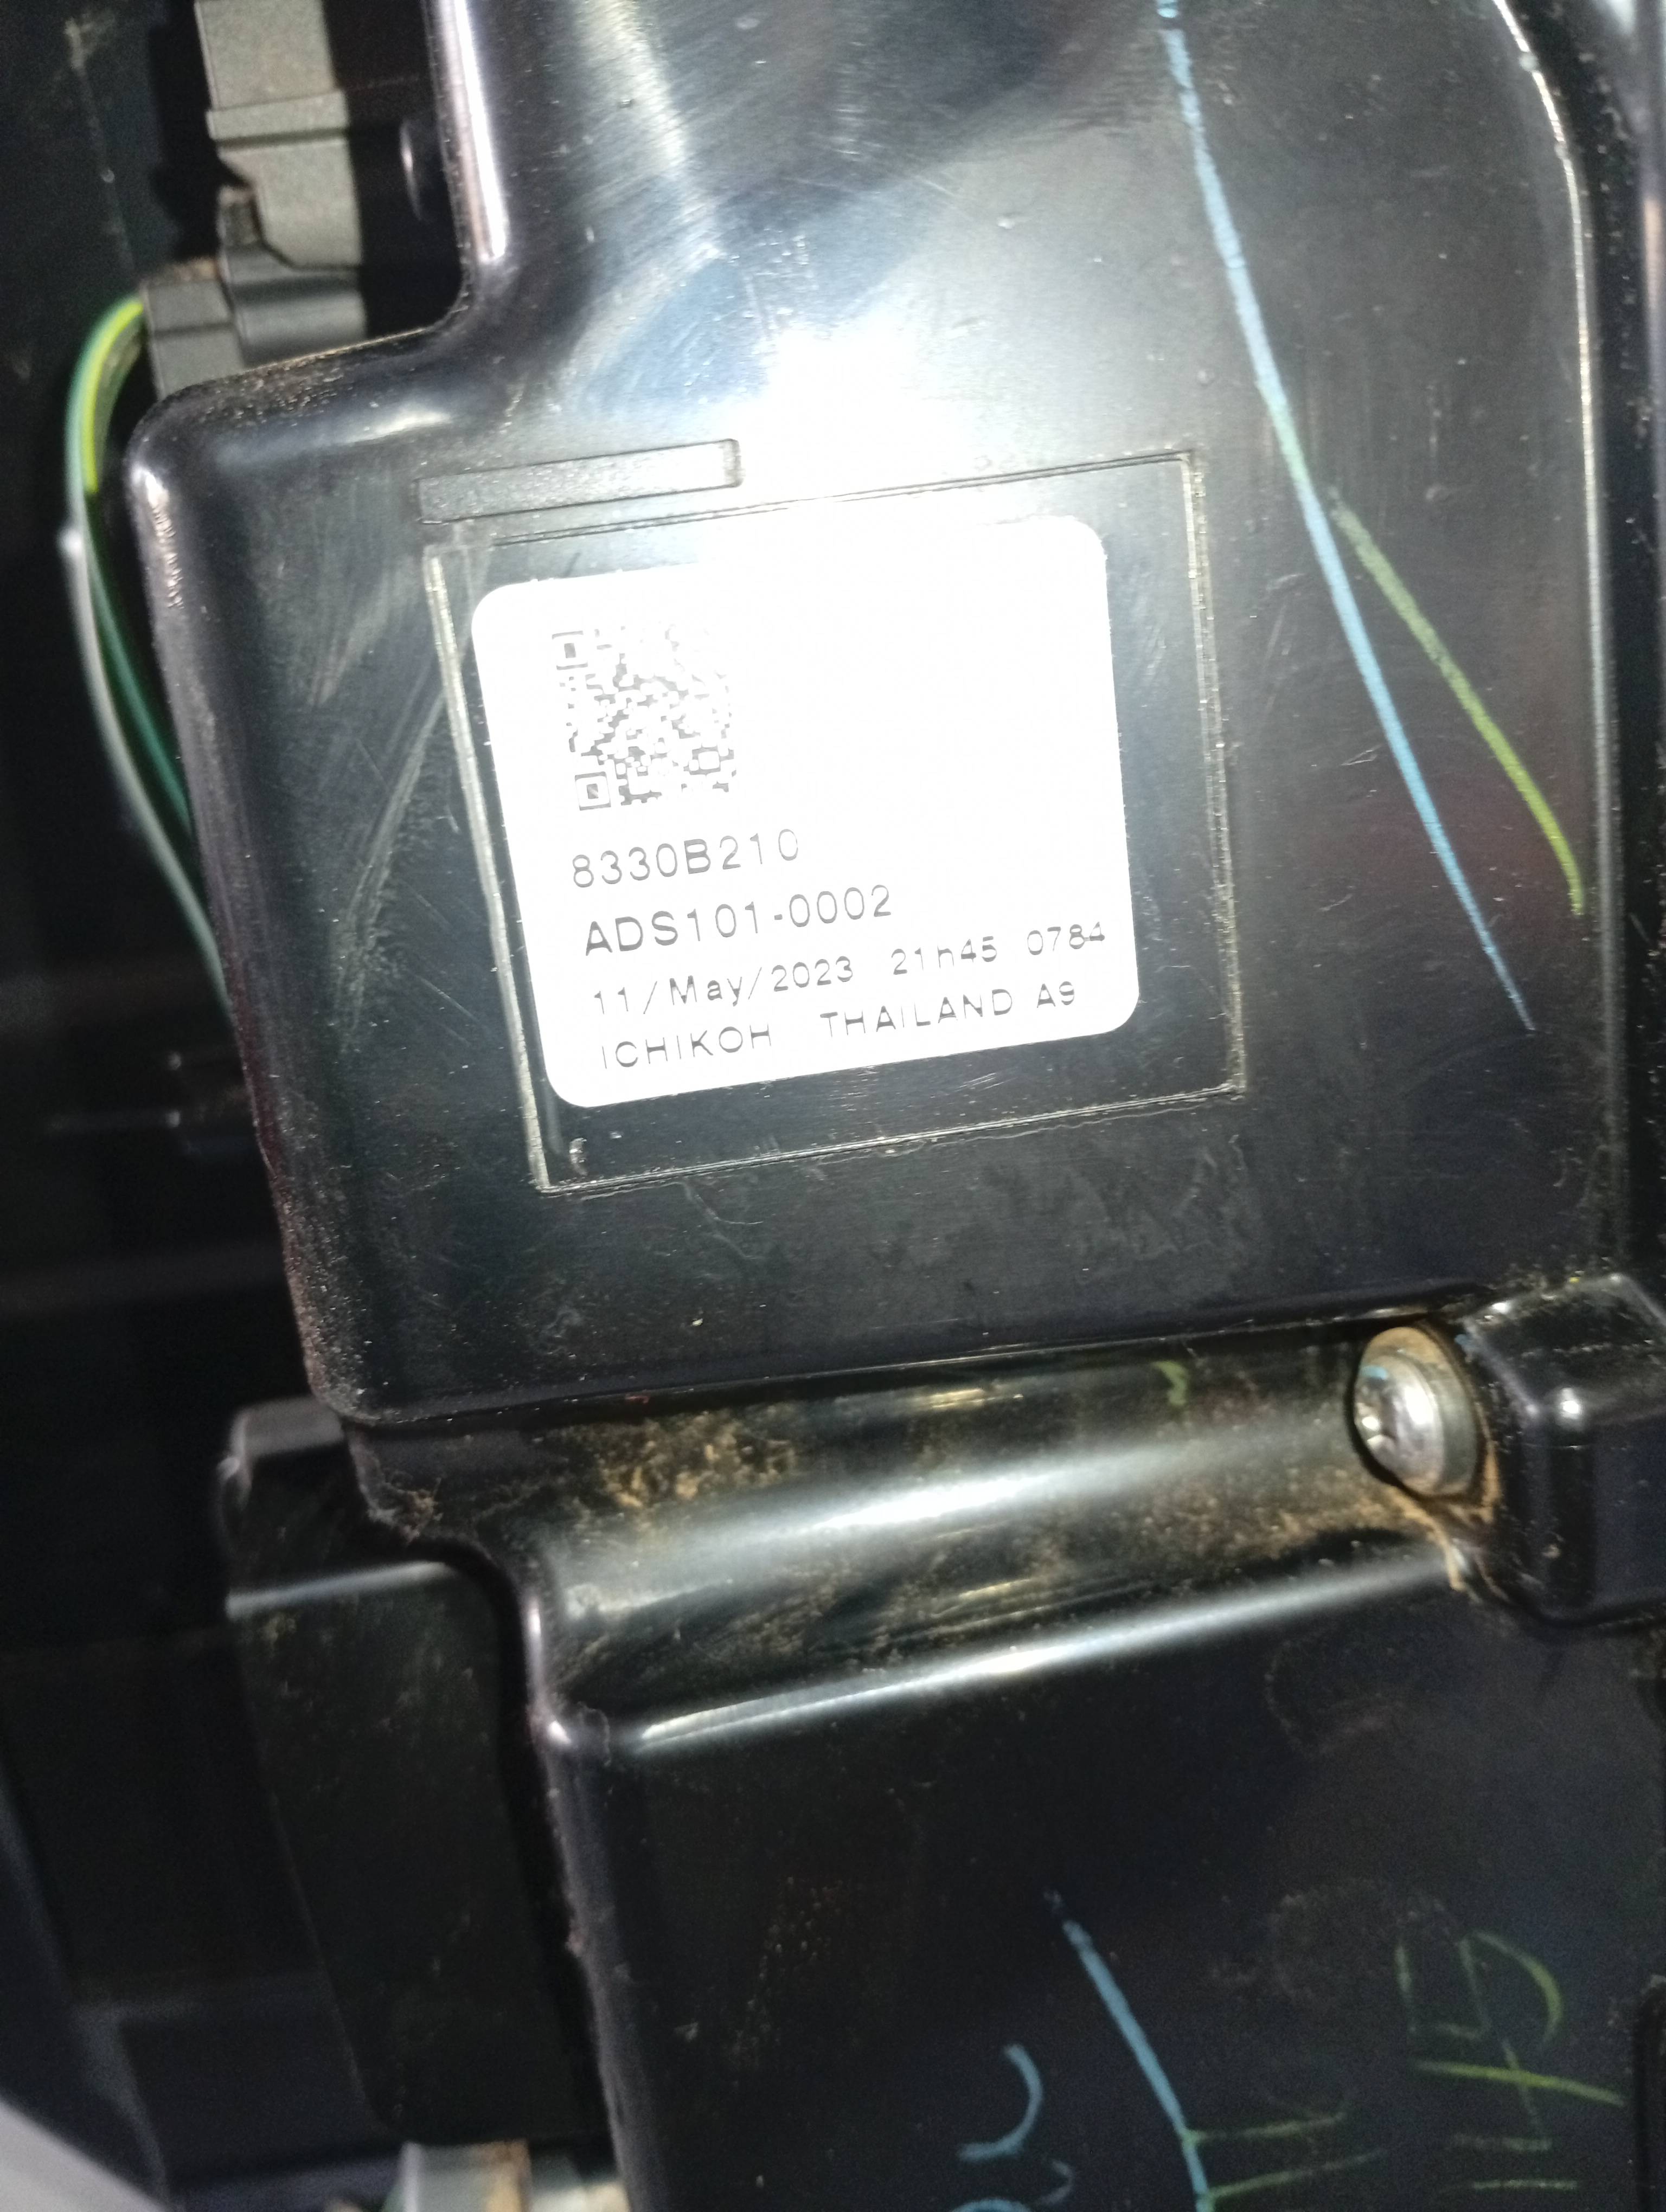 8330B210
ADS101-0002
11/May/2023 21h45 0784
ICHIKOH THAILAND A9